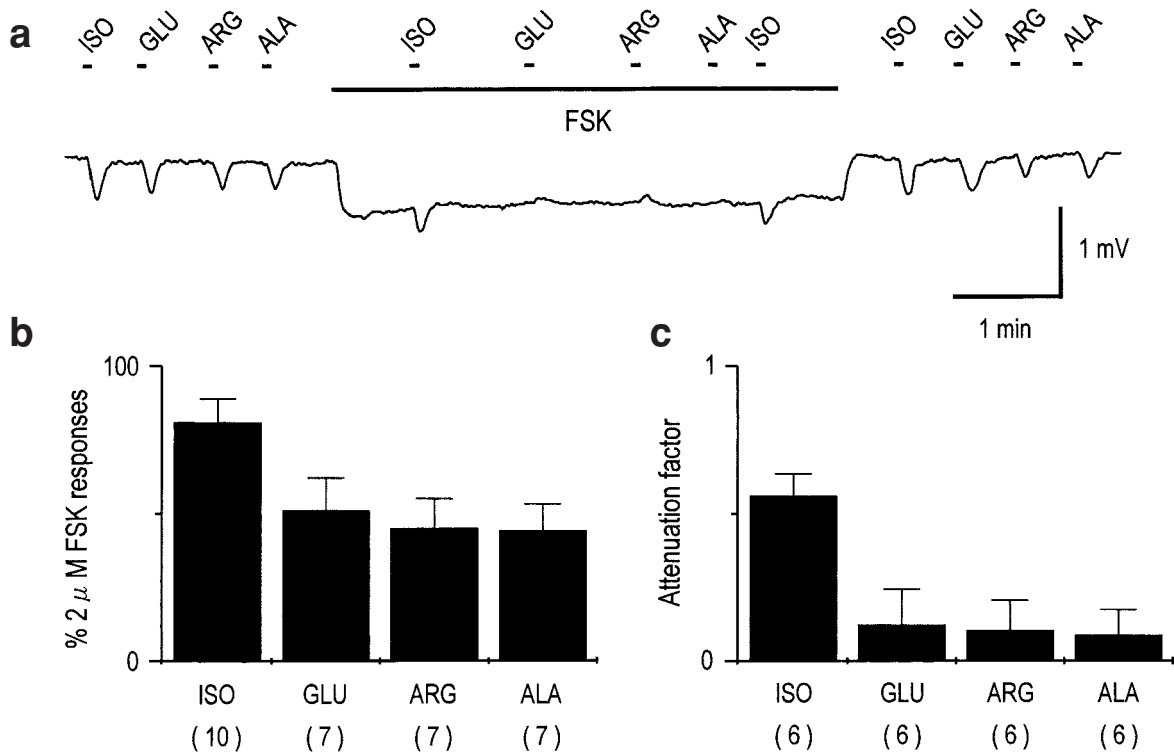 a
ISO GLU ARG ALA ISO GLU ARG ALA ISO ISO GLU ARG ALA
FSK
1 mV
1 min
b
100
% 2 μ M FSK responses
0
ISO GLU ARG ALA
( 10 ) ( 7 ) ( 7 ) ( 7 )
c
1
Attenuation factor
0
ISO GLU ARG ALA
( 6 ) ( 6 ) ( 6 ) ( 6 )